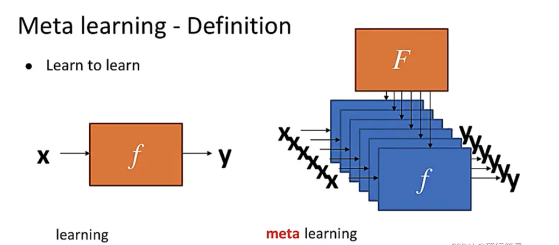 Meta learning - Definition
• Learn to learn
F
x
f
y
x
x
x
x
x
x
y
y
y
y
y
y
f
learning
meta learning